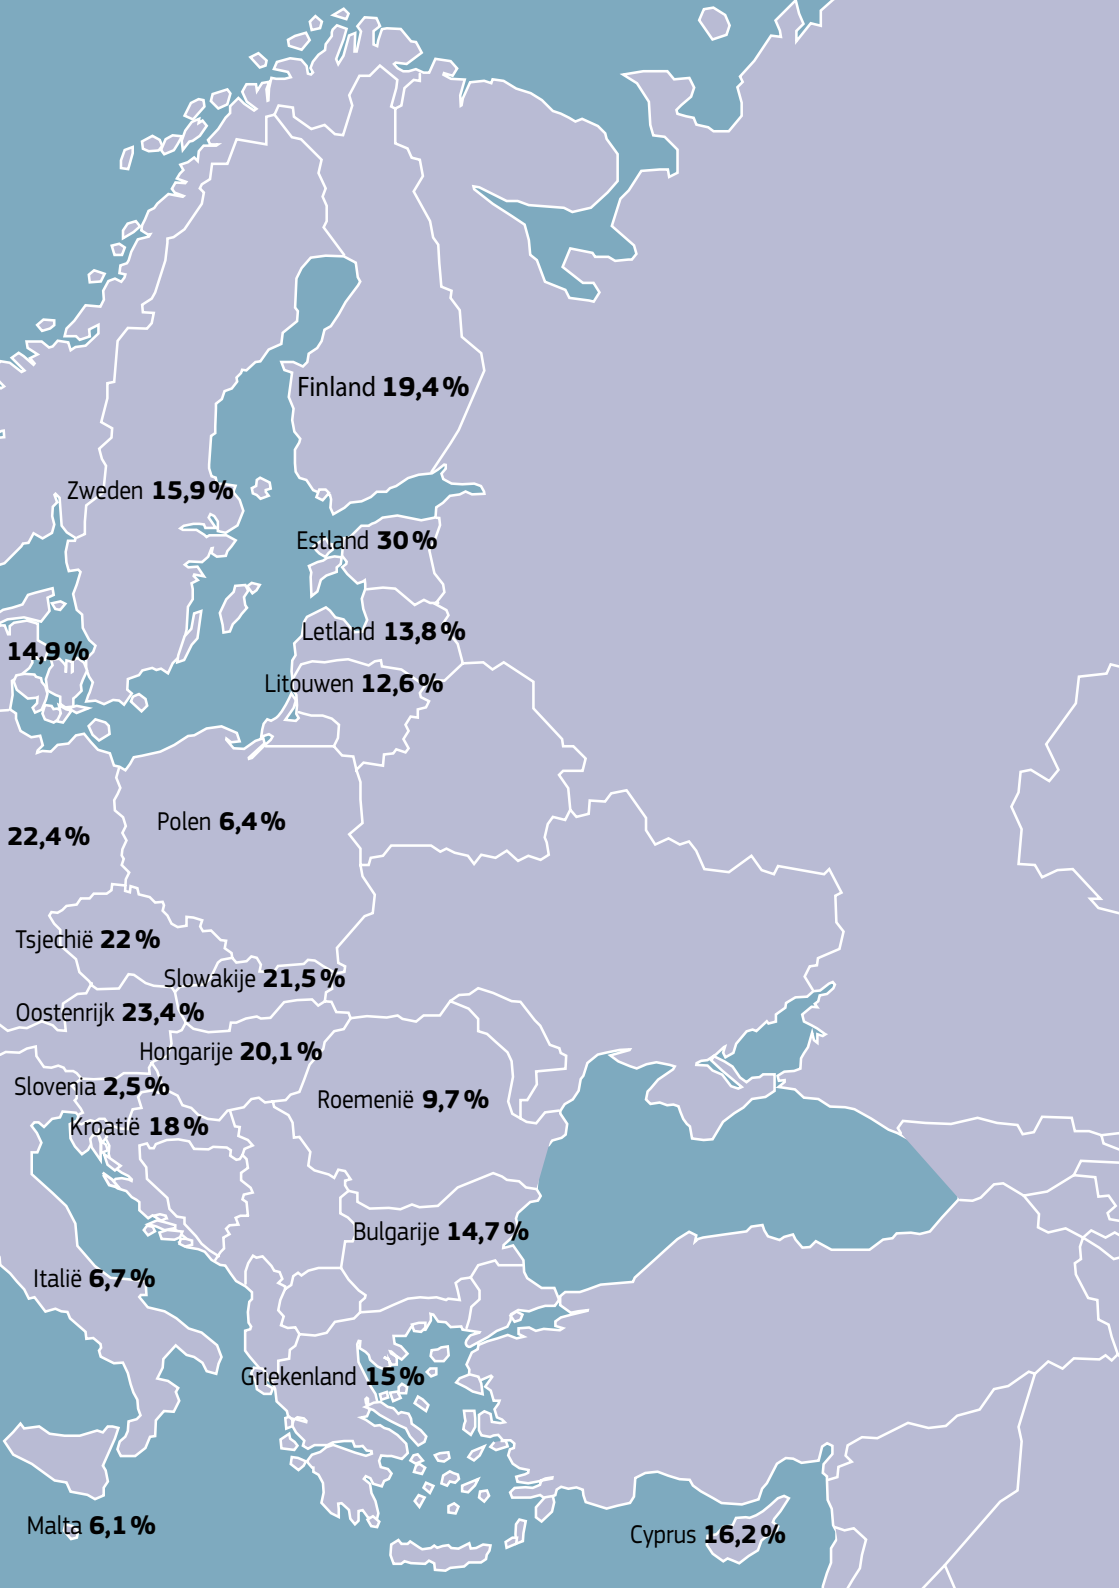 Finland 19,4 %
Zweden 15,9 %
Estland 30 %
Letland 13,8 %
14,9 %
Litouwen 12,6 %
Polen 6,4 %
22,4 %
Tsjechië 22 %
Slowakije 21,5 %
Oostenrijk 23,4 %
Hongarije 20,1 %
Slovenia 2,5 %
Roemenië 9,7 %
Kroatië 18 %
Bulgarije 14,7 %
Italië 6,7 %
Griekenland 15 %
Malta 6,1 %
Cyprus 16,2 %